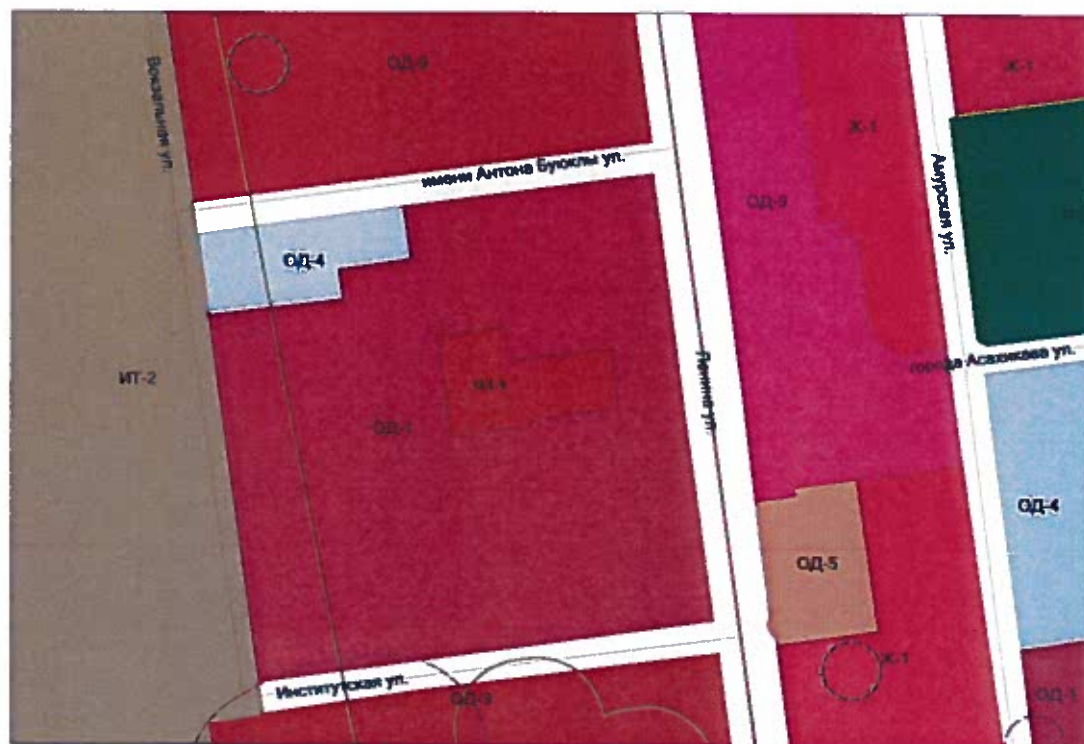 Вокзальная ул.
ОД-9
Ж-1
Ж-1
имени Антона Буюклы ул.
Амурская ул.
ОД-9
ОД-4
города Асахикава ул.
ИТ-2
Ленина ул.
ОД-1
ОД-4
ОД-5
Ж-1
Институтская ул.
ОД-9
ОД-1